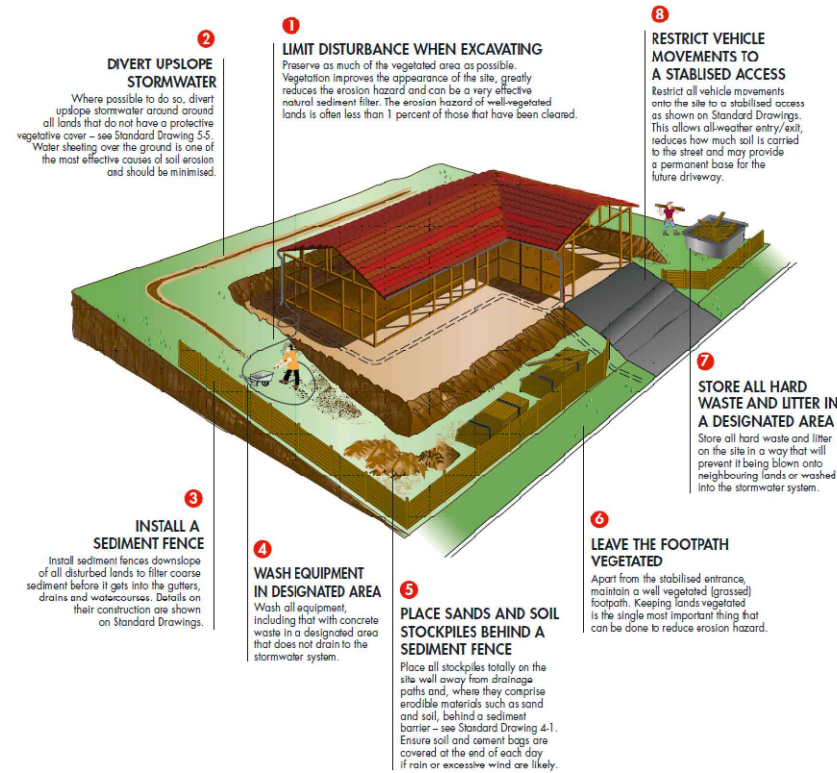 1
LIMIT DISTURBANCE WHEN EXCAVATING
Preserve as much of the vegetated area as possible.
Vegetation improves the appearance of the site, greatly
reduces the erosion hazard and can be a very effective
natural sediment filter. The erosion hazard of well-vegetated
lands is often less than 1 percent of those that have been cleared.
2
DIVERT UPSLOPE
STORMWATER
Where possible to do so, divert
upslope stormwater around around
all lands that do not have a protective
vegetative cover – see Standard Drawing 5-5.
Water sheeting over the ground is one of
the most effective causes of soil erosion
and should be minimised.
3
INSTALL A
SEDIMENT FENCE
Install sediment fences downslope
of all disturbed lands to filter coarse
sediment before it gets into the gutters,
drains and watercourses. Details on
their construction are shown
on Standard Drawings.
4
WASH EQUIPMENT
IN DESIGNATED AREA
Wash all equipment,
including that with concrete
waste in a designated area
that does not drain to the
stormwater system.
5
PLACE SANDS AND SOIL
STOCKPILES BEHIND A
SEDIMENT FENCE
Place all stockpiles totally on the
site well away from drainage
paths and, where they comprise
erodible materials such as sand
and soil, behind a sediment
barrier – see Standard Drawing 4-1.
Ensure soil and cement bags are
covered at the end of each day
if rain or excessive wind are likely.
6
LEAVE THE FOOTPATH
VEGETATED
Apart from the stabilised entrance,
maintain a well vegetated (grassed)
footpath. Keeping lands vegetated
is the single most important thing that
can be done to reduce erosion hazard.
7
STORE ALL HARD
WASTE AND LITTER IN
A DESIGNATED AREA
Store all hard waste and litter
on the site in a way that will
prevent it being blown onto
neighbouring lands or washed
into the stormwater system.
8
RESTRICT VEHICLE
MOVEMENTS TO
A STABLISED ACCESS
Restrict all vehicle movements
onto the site to a stabilised access
as shown on Standard Drawings.
This allows all-weather entry/exit,
reduces how much soil is carried
to the street and may provide
a permanent base for the
future driveway.